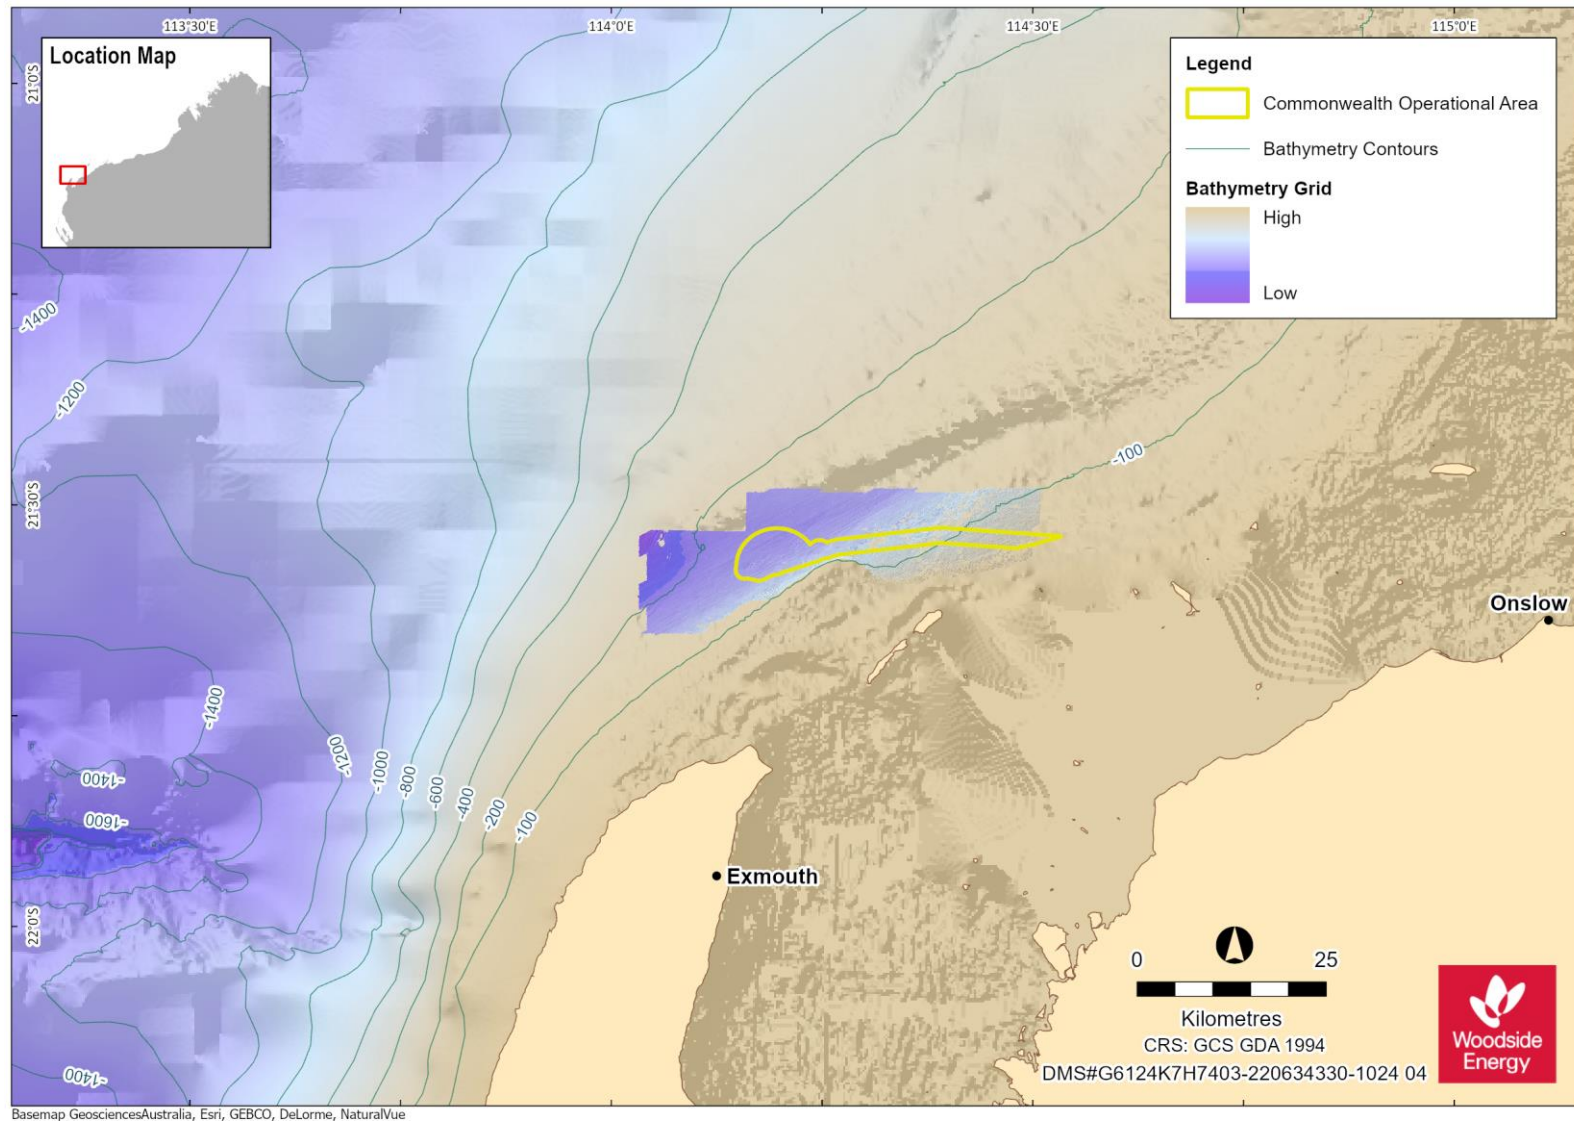 113°30'E
114°0'E
114°30'E
115°0'E
Location Map
21°0'S
21°30'S
22°0'S
Legend
Commonwealth Operational Area
Bathymetry Contours
Bathymetry Grid
High
Low
-1400
-1200
-100
Onslow
-1400
-1200
-1000
-800
-600
-400
-200
-100
-1400
-1600
Exmouth
-1400
0 25
Kilometres
CRS: GCS GDA 1994
DMS#G6124K7H7403-220634330-1024 04
Woodside
Energy
Basemap GeosciencesAustralia, Esri, GEBCO, DeLorme, NaturalVue